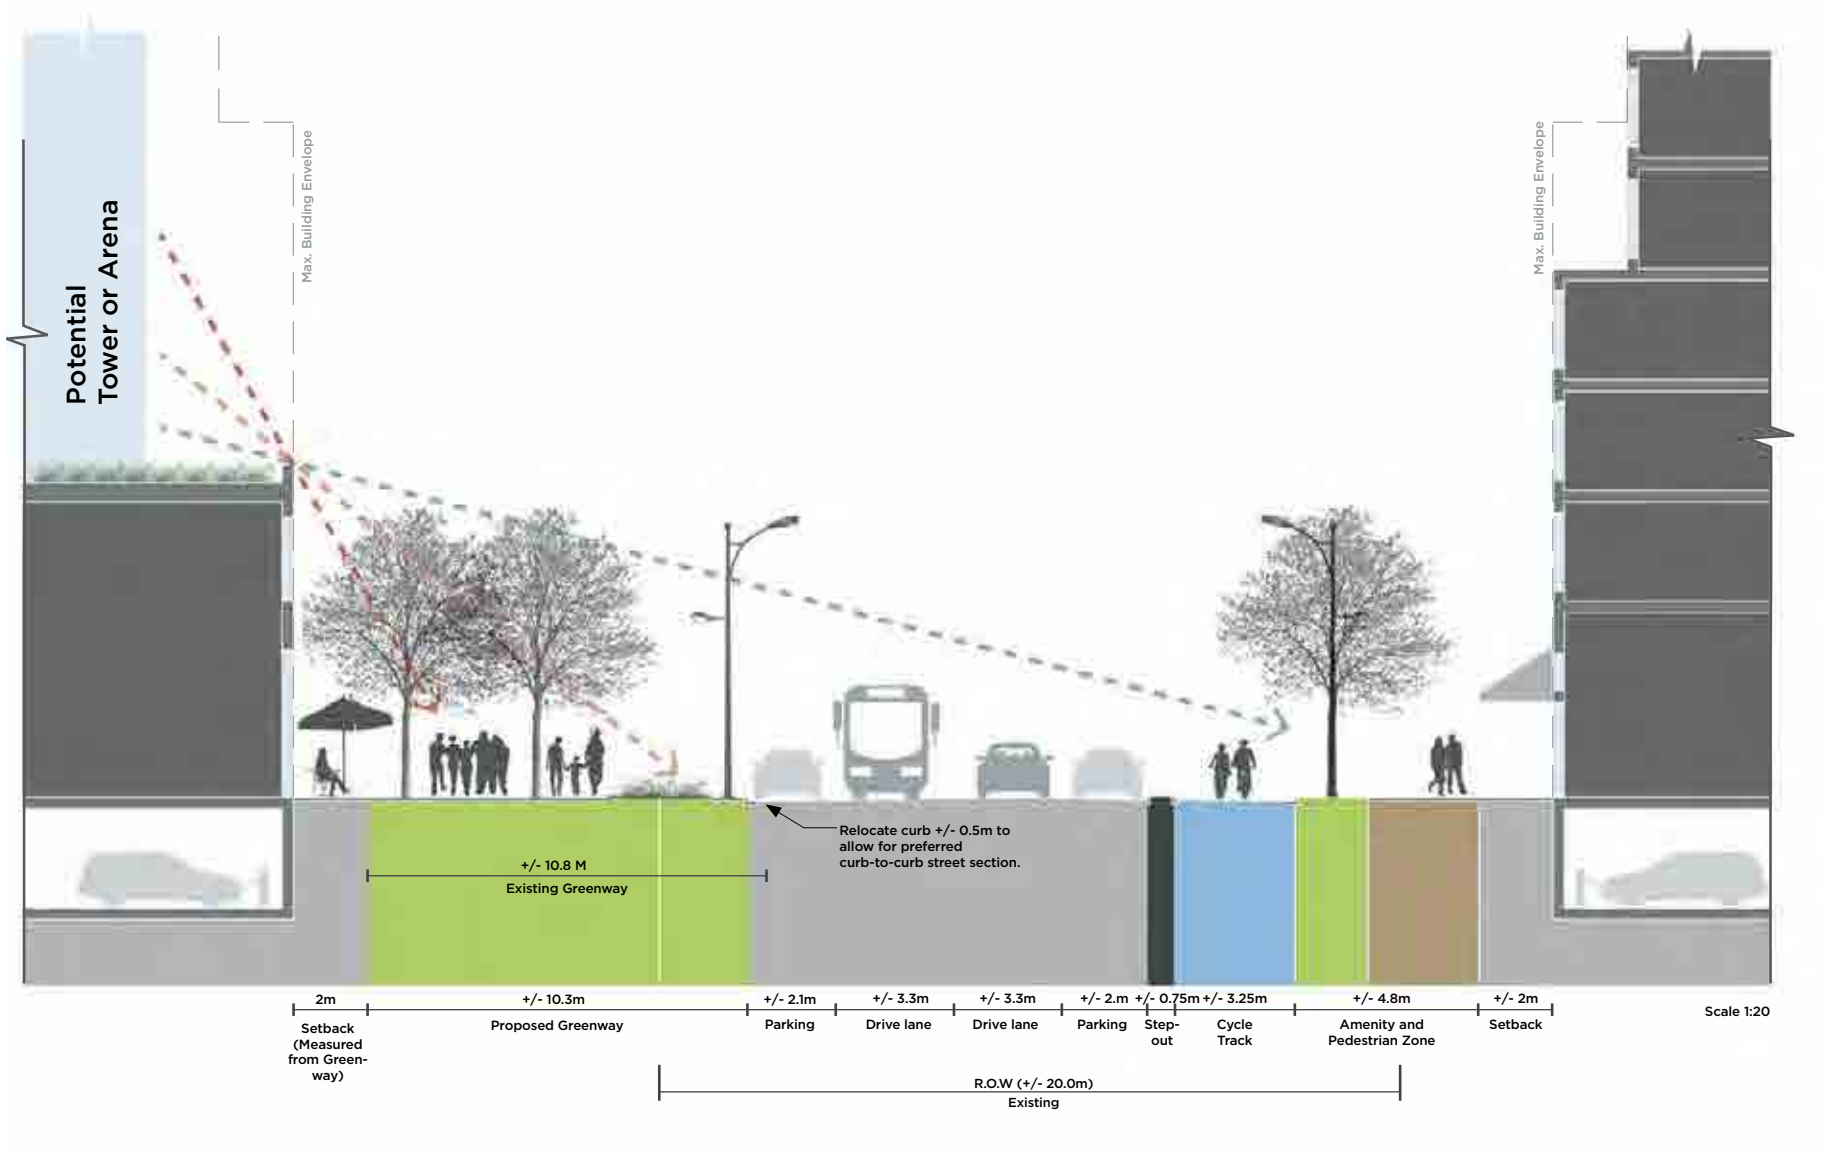 Potential
Tower or Arena
Max. Building Envelope
Max. Building Envelope
Relocate curb +/- 0.5m to
allow for preferred
curb-to-curb street section.
+/- 10.8 M
Existing Greenway
2m
+/- 10.3m
+/- 2.1m
+/- 3.3m
+/- 3.3m
+/- 2.m
+/- 0.75m
+/- 3.25m
+/- 4.8m
+/- 2m
Setback
(Measured
from Green-
way)
Proposed Greenway
Parking
Drive lane
Drive lane
Parking
Step-
out
Cycle
Track
Amenity and
Pedestrian Zone
Setback
Scale 1:20
R.O.W (+/- 20.0m)
Existing